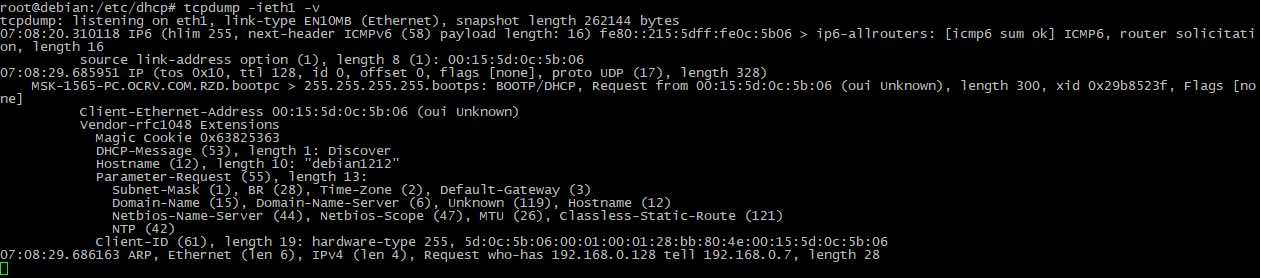 root@debian:/etc/dhcp# tcpdump -ieth1 -v
tcpdump: listening on eth1, link-type EN10MB (Ethernet), snapshot length 262144 bytes
07:08:20.310118 IP6 (hlim 255, next-header ICMPv6 (58) payload length: 16) fe80::215:5dff:fe0c:5b06 > ip6-allrouters: [icmp6 sum ok] ICMP6, router solicitati
on, length 16
          source link-address option (1), length 8 (1): 00:15:5d:0c:5b:06
07:08:29.685951 IP (tos 0x10, ttl 128, id 0, offset 0, flags [none], proto UDP (17), length 328)
    MSK-1565-PC.OCRV.COM.RZD.bootpc > 255.255.255.255.bootps: BOOTP/DHCP, Request from 00:15:5d:0c:5b:06 (oui Unknown), length 300, xid 0x29b8523f, Flags [no
ne]
          Client-Ethernet-Address 00:15:5d:0c:5b:06 (oui Unknown)
          Vendor-rfc1048 Extensions
            Magic Cookie 0x63825363
            DHCP-Message (53), length 1: Discover
            Hostname (12), length 10: "debian1212"
            Parameter-Request (55), length 13:
              Subnet-Mask (1), BR (28), Time-Zone (2), Default-Gateway (3)
              Domain-Name (15), Domain-Name-Server (6), Unknown (119), Hostname (12)
              Netbios-Name-Server (44), Netbios-Scope (47), MTU (26), Classless-Static-Route (121)
              NTP (42)
            Client-ID (61), length 19: hardware-type 255, 5d:0c:5b:06:00:01:00:01:28:bb:80:4e:00:15:5d:0c:5b:06
07:08:29.686163 ARP, Ethernet (len 6), IPv4 (len 4), Request who-has 192.168.0.128 tell 192.168.0.7, length 28